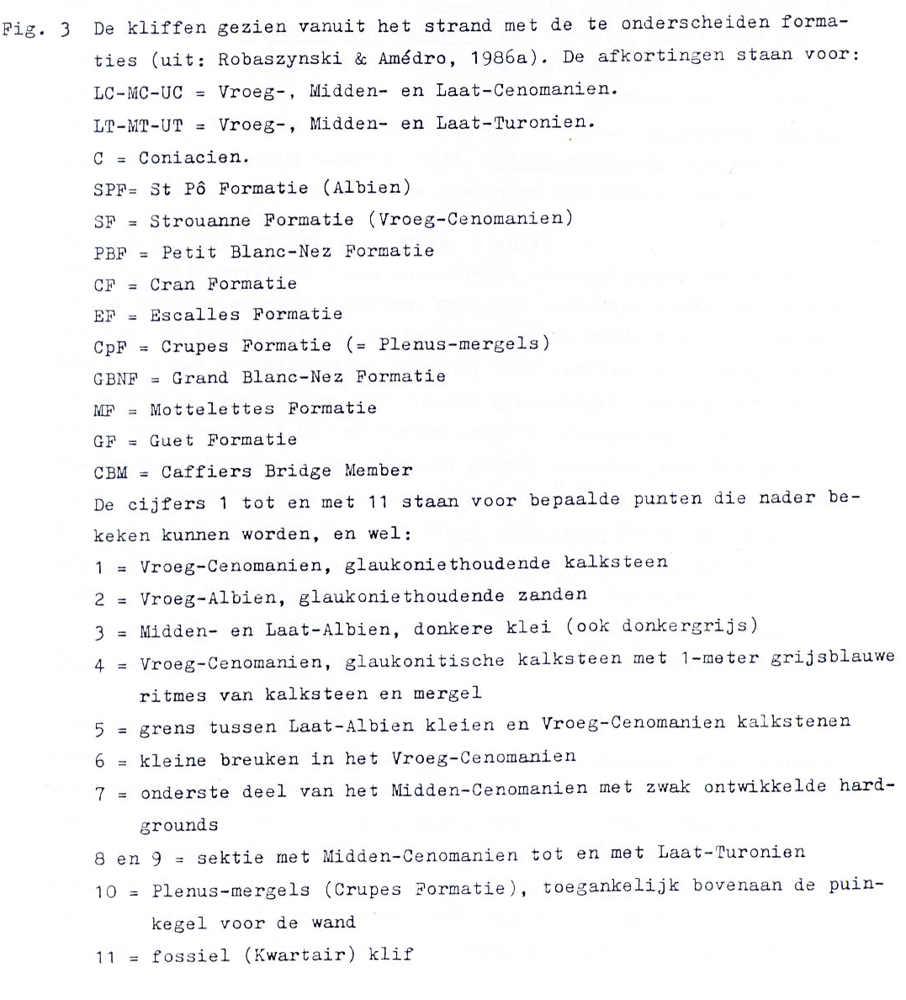 Fig. 3 De kliffen gezien vanuit het strand met de te onderscheiden forma-
ties (uit: Robaszynski & Amédro, 1986a). De afkortingen staan voor:
LC-MC-UC = Vroeg-, Midden- en Laat-Cenomanien.
LT-MT-UT = Vroeg-, Midden- en Laat-Turonien.
C = Coniacien.
SPF= St Pô Formatie (Albien)
SF = Strouanne Formatie (Vroeg-Cenomanien)
PBF = Petit Blanc-Nez Formatie
CF = Cran Formatie
EF = Escalles Formatie
CpF = Crupes Formatie (= Plenus-mergels)
GBNF = Grand Blanc-Nez Formatie
MF = Mottelettes Formatie
GF = Guet Formatie
CBM = Caffiers Bridge Member
De cijfers 1 tot en met 11 staan voor bepaalde punten die nader be-
keken kunnen worden, en wel:
1 = Vroeg-Cenomanien, glaukoniethoudende kalksteen
2 = Vroeg-Albien, glaukoniethoudende zanden
3 = Midden- en Laat-Albien, donkere klei (ook donkergrijs)
4 = Vroeg-Cenomanien, glaukonitische kalksteen met 1-meter grijsblauwe
ritmes van kalksteen en mergel
5 = grens tussen Laat-Albien kleien en Vroeg-Cenomanien kalkstenen
6 = kleine breuken in het Vroeg-Cenomanien
7 = onderste deel van het Midden-Cenomanien met zwak ontwikkelde hard-
grounds
8 en 9 = sektie met Midden-Cenomanien tot en met Laat-Turonien
10 = Plenus-mergels (Crupes Formatie), toegankelijk bovenaan de puin-
kegel voor de wand
11 = fossiel (Kwartair) klif